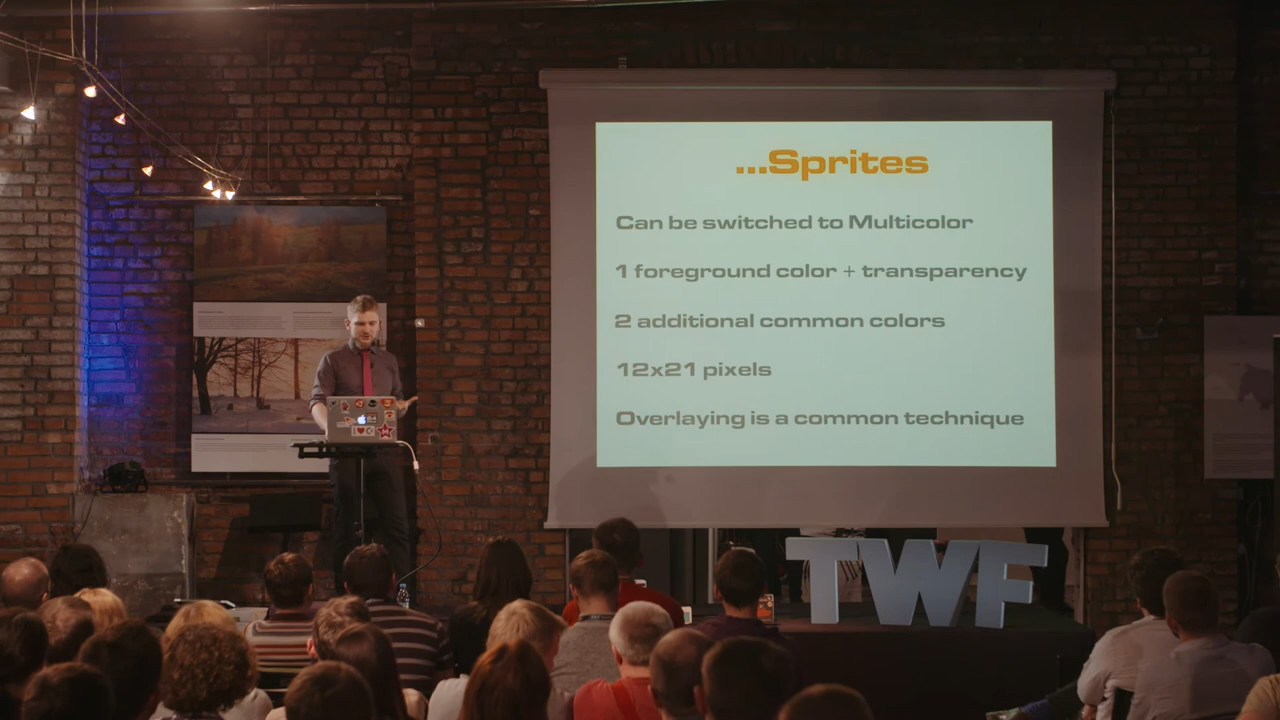 ...Sprites
Can be switched to Multicolor
1 foreground color + transparency
2 additional common colors
12x21 pixels
Overlaying is a common technique
TWF